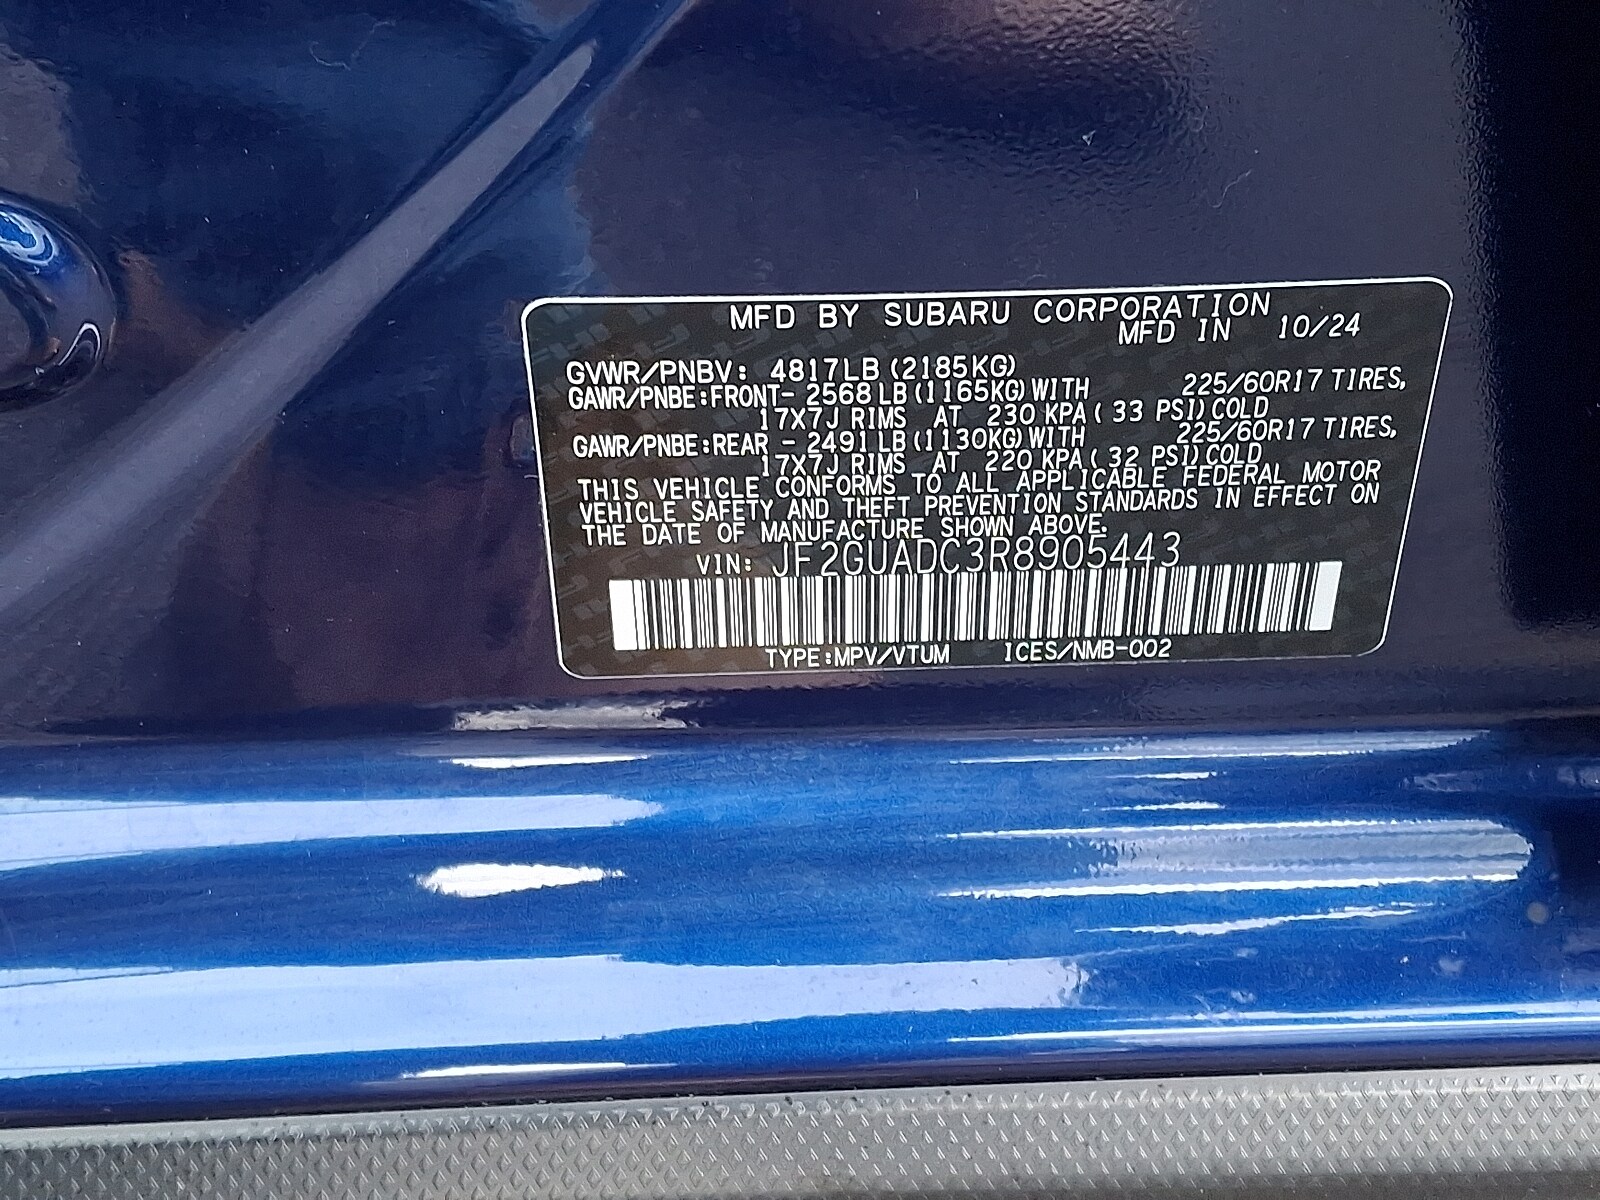 MFD BY SUBARU CORPORATION
MFD IN 10/24
GVWR/PNBV: 4817LB (2185KG)
GAWR/PNBE:FRONT- 2568 LB (1165KG) WITH 225/60R17 TIRES,
17X7J RIMS AT 230 KPA ( 33 PSI) COLD
GAWR/PNBE:REAR - 2491 LB (1130KG) WITH 225/60R17 TIRES,
17X7J RIMS AT 220 KPA ( 32 PSI) COLD
THIS VEHICLE CONFORMS TO ALL APPLICABLE FEDERAL MOTOR
VEHICLE SAFETY AND THEFT PREVENTION STANDARDS IN EFFECT ON
THE DATE OF MANUFACTURE SHOWN ABOVE.
VIN: JF2GUADC3R8905443
TYPE:MPV/VTUM ICES/NMB-002